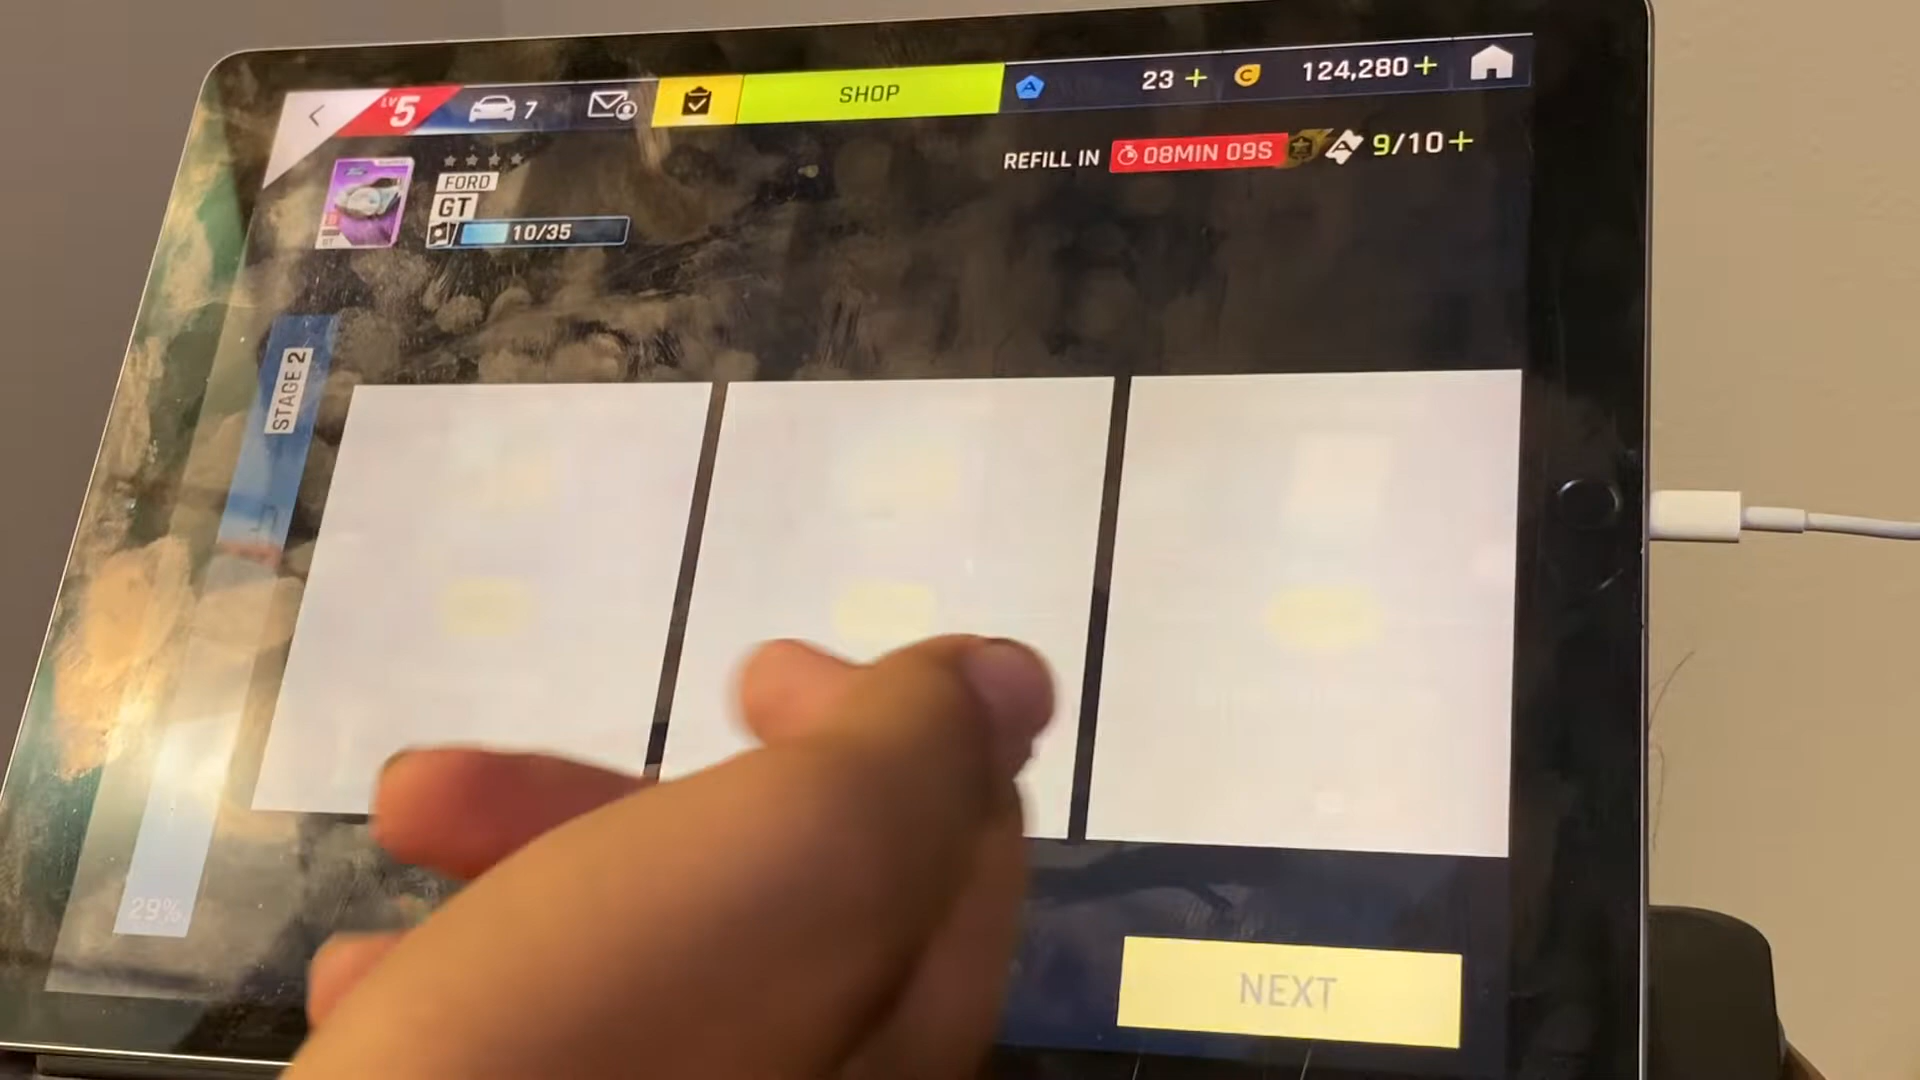 LV 5 7 SHOP 23 + 124,280 +
REFILL IN 08MIN 09S 9/10 +
FORD
GT
10/35
STAGE 2
29%
NEXT